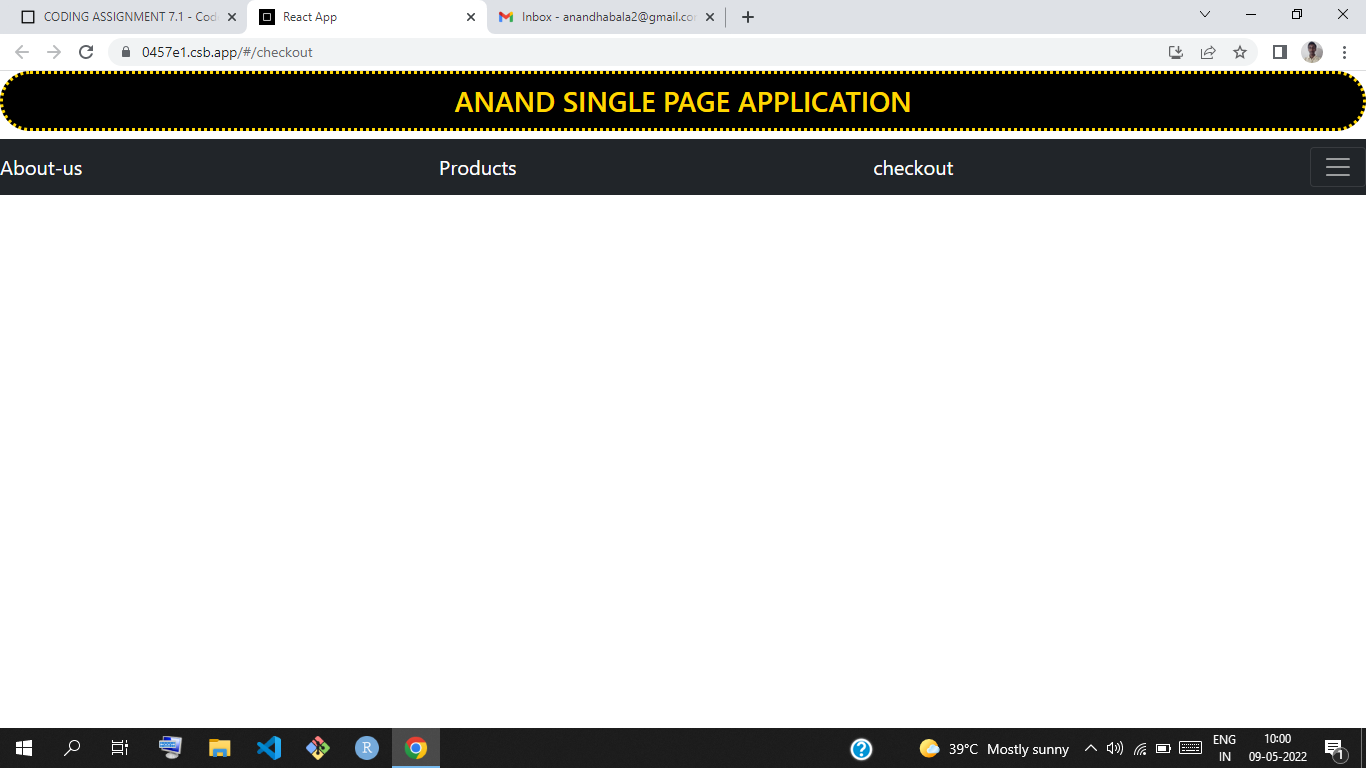 CODING ASSIGNMENT 7.1 - Cod
React App
Inbox - anandhabala2@gmail.co
0457e1.csb.app/#/checkout
ANAND SINGLE PAGE APPLICATION
About-us
Products
checkout
R
?
39°C Mostly sunny
ENG
IN
10:00
09-05-2022
1